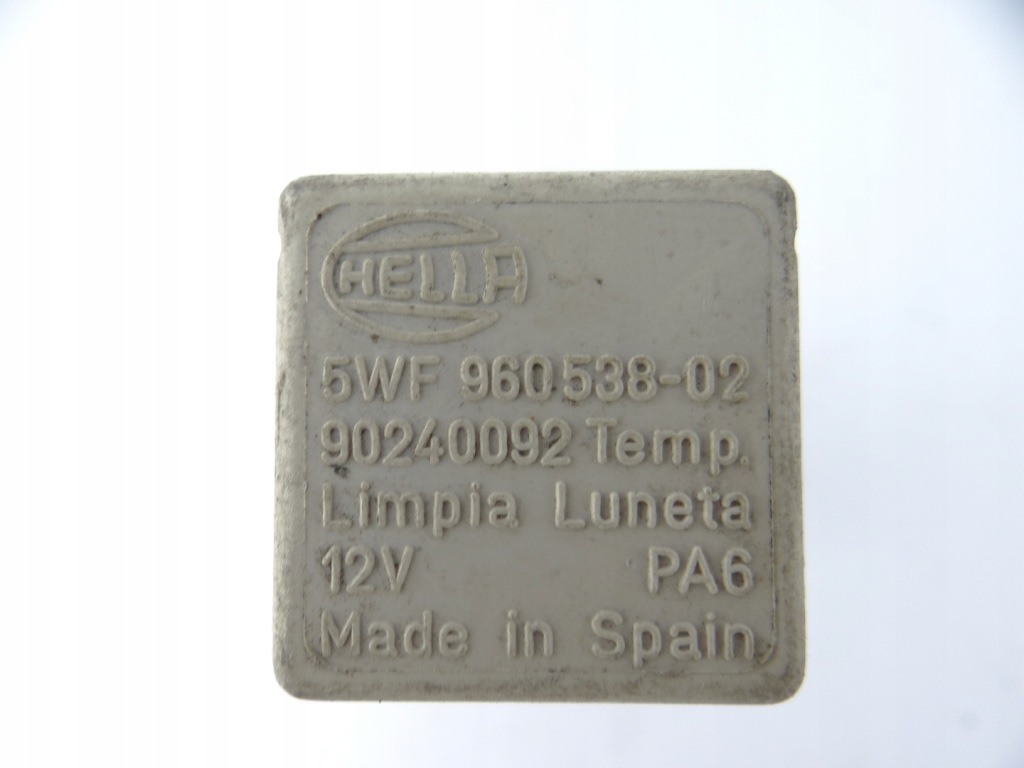 HELLA
5WF 960538-02
90240092 Temp.
Limpia Luneta
12V PA6
Made in Spain